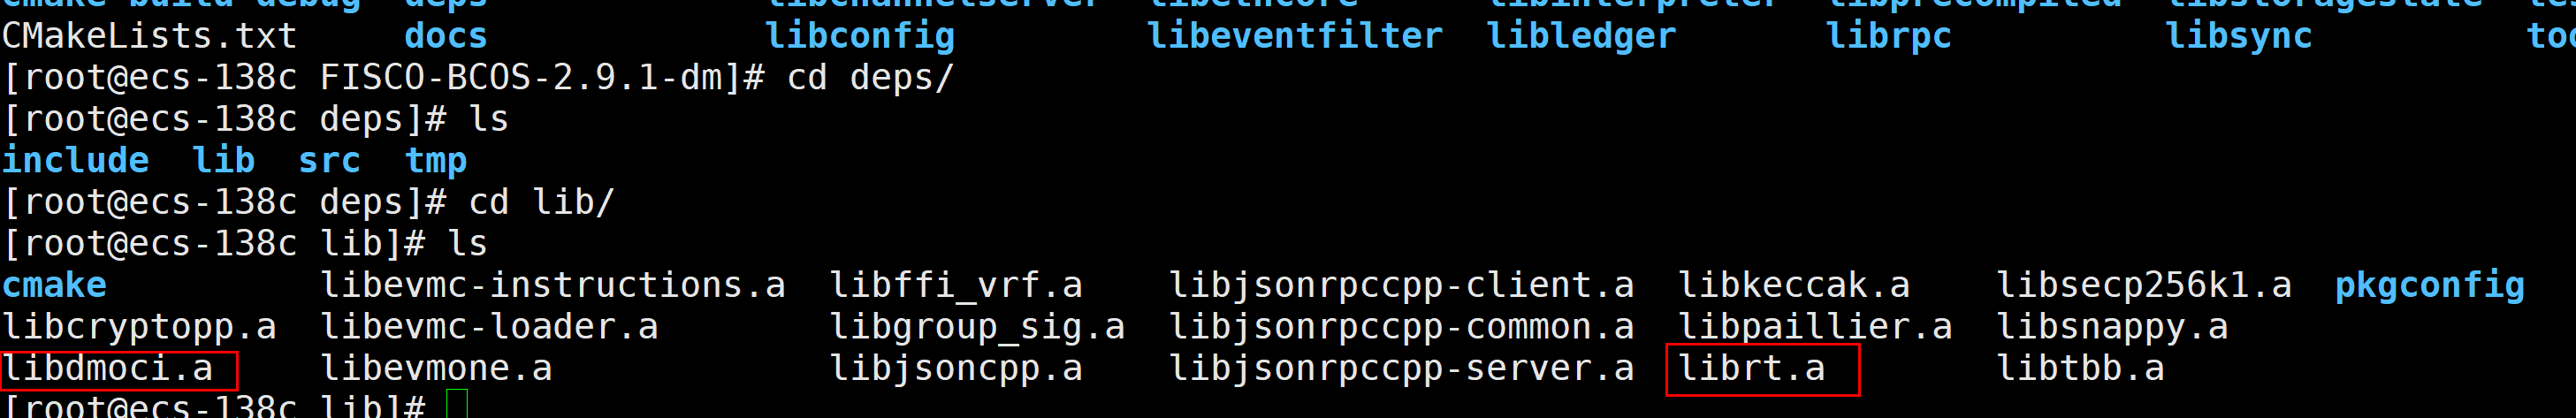 cmake-build-debug deps libchannelserver libethcore libinterpreter libprecompiled libstoragestate
CMakeLists.txt docs libconfig libeventfilter libledger librpc libsync
[root@ecs-138c FISCO-BCOS-2.9.1-dm]# cd deps/
[root@ecs-138c deps]# ls
include lib src tmp
[root@ecs-138c deps]# cd lib/
[root@ecs-138c lib]# ls
cmake libevmc-instructions.a libffi_vrf.a libjsonrpccpp-client.a libkeccak.a libsecp256k1.a pkgconfig
libcryptopp.a libevmc-loader.a libgroup_sig.a libjsonrpccpp-common.a libpaillier.a libsnappy.a
libdmoci.a libevmone.a libjsoncpp.a libjsonrpccpp-server.a librt.a libtbb.a
[root@ecs-138c lib]#